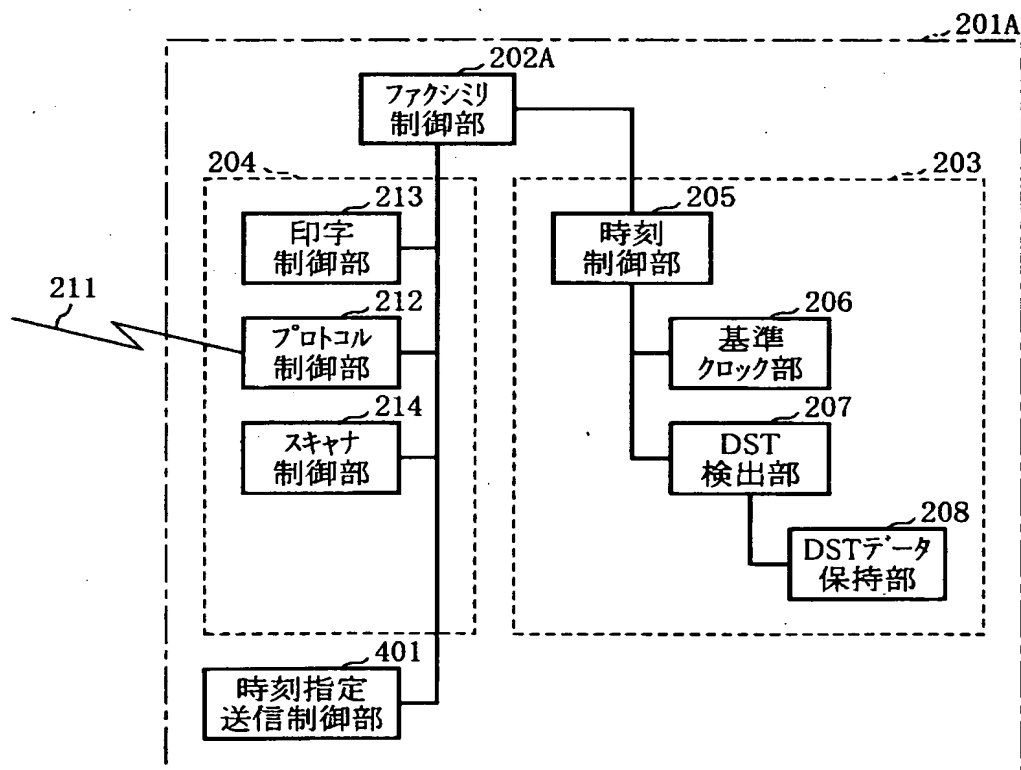 201A
202A
ファクシミリ
制御部
204
203
213
印字
制御部
205
時刻
制御部
211
212
プロトコル
制御部
206
基準
クロック部
214
スキャナ
制御部
207
DST
検出部
208
DSTデータ
保持部
401
時刻指定
送信制御部